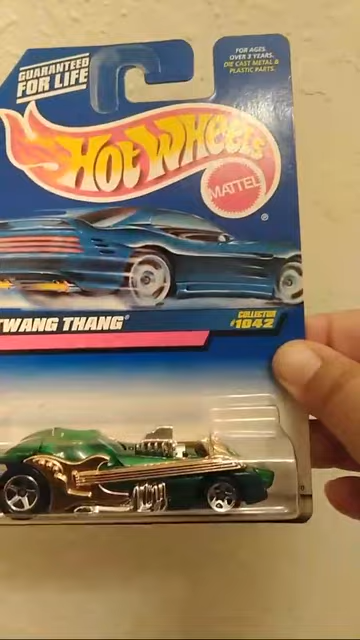 GUARANTEED
FOR LIFE
FOR AGES
OVER 3 YEARS.
DIE CAST METAL &
PLASTIC PARTS.
HOT WHEELS
MATTEL
®
TWANG THANG®
COLLECTOR
#1042